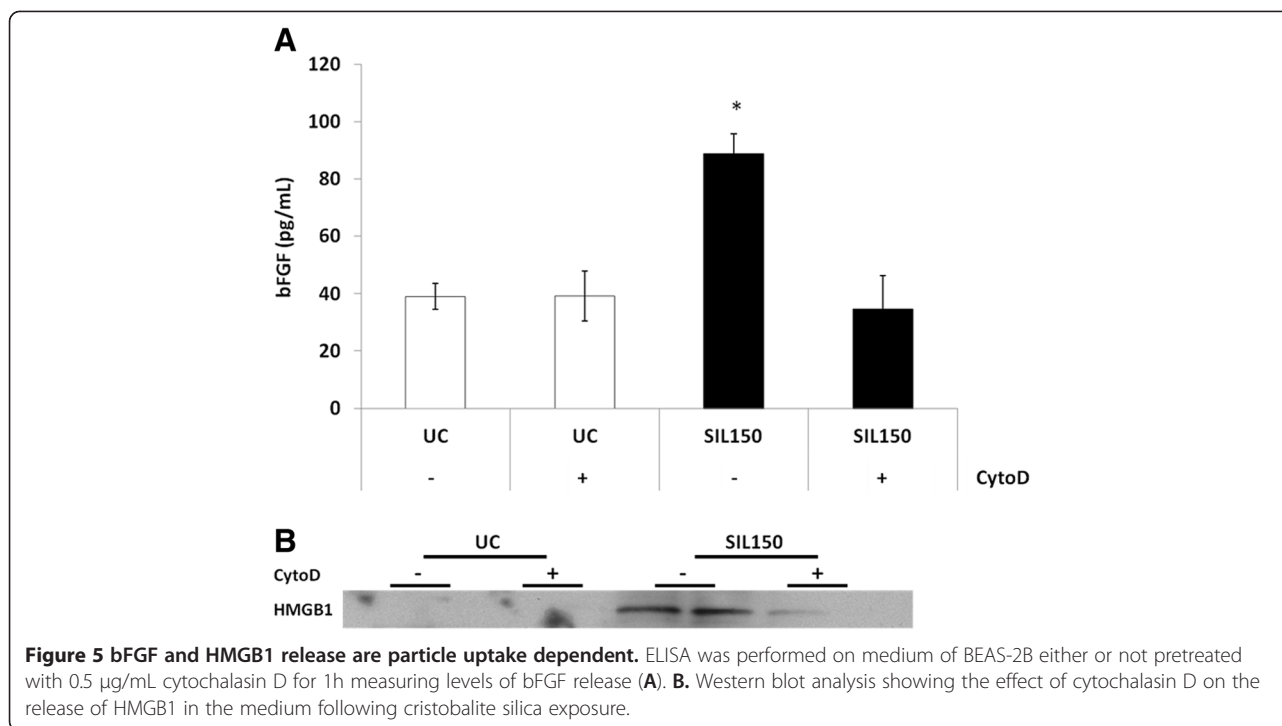 A
120
100
80
60
40
20
0
bFGF (pg/mL)
*
UC UC SIL150 SIL150
- + - + CytoD
B
UC SIL150
CytoD - + - +
HMGB1
Figure 5 bFGF and HMGB1 release are particle uptake dependent. ELISA was performed on medium of BEAS-2B either or not pretreated
with 0.5 μg/mL cytochalasin D for 1h measuring levels of bFGF release (A). B. Western blot analysis showing the effect of cytochalasin D on the
release of HMGB1 in the medium following cristobalite silica exposure.